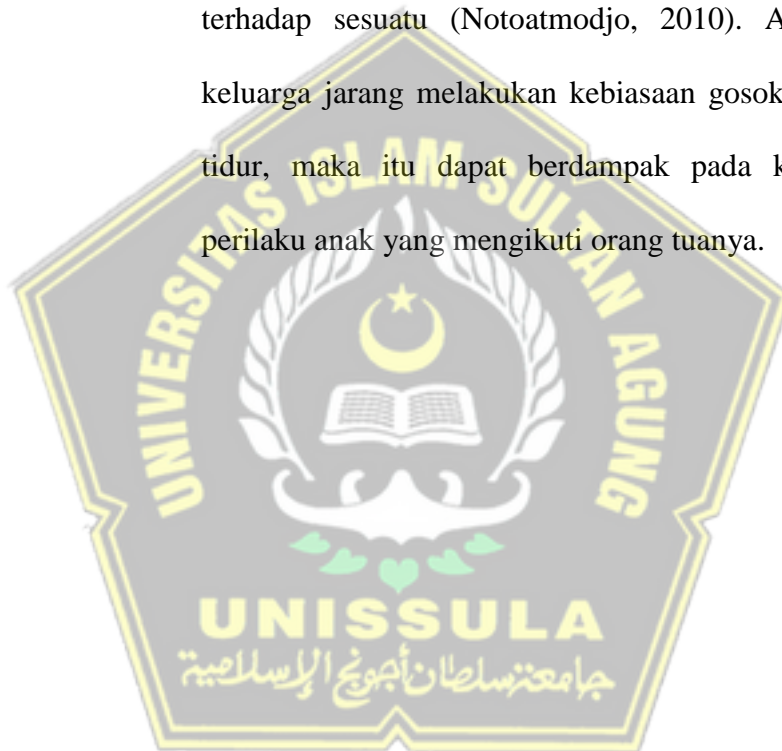 terhadap sesuatu (Notoatmodjo, 2010). A
keluarga jarang melakukan kebiasaan gosok
tidur, maka itu dapat berdampak pada k
perilaku anak yang mengikuti orang tuanya.
UNIVERSITAS ISLAM SULTAN AGUNG
UNISSULA
جامعة سلطان أجونج الإسلامية